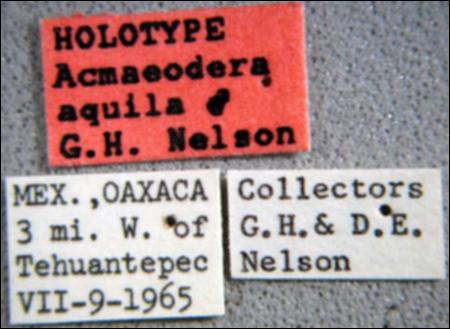 HOLOTYPE
Acmaeodera
aquila ♂
G.H. Nelson
MEX., OAXACA
3 mi. W. of
Tehuantepec
VII-9-1965
Collectors
G.H.& D.E.
Nelson